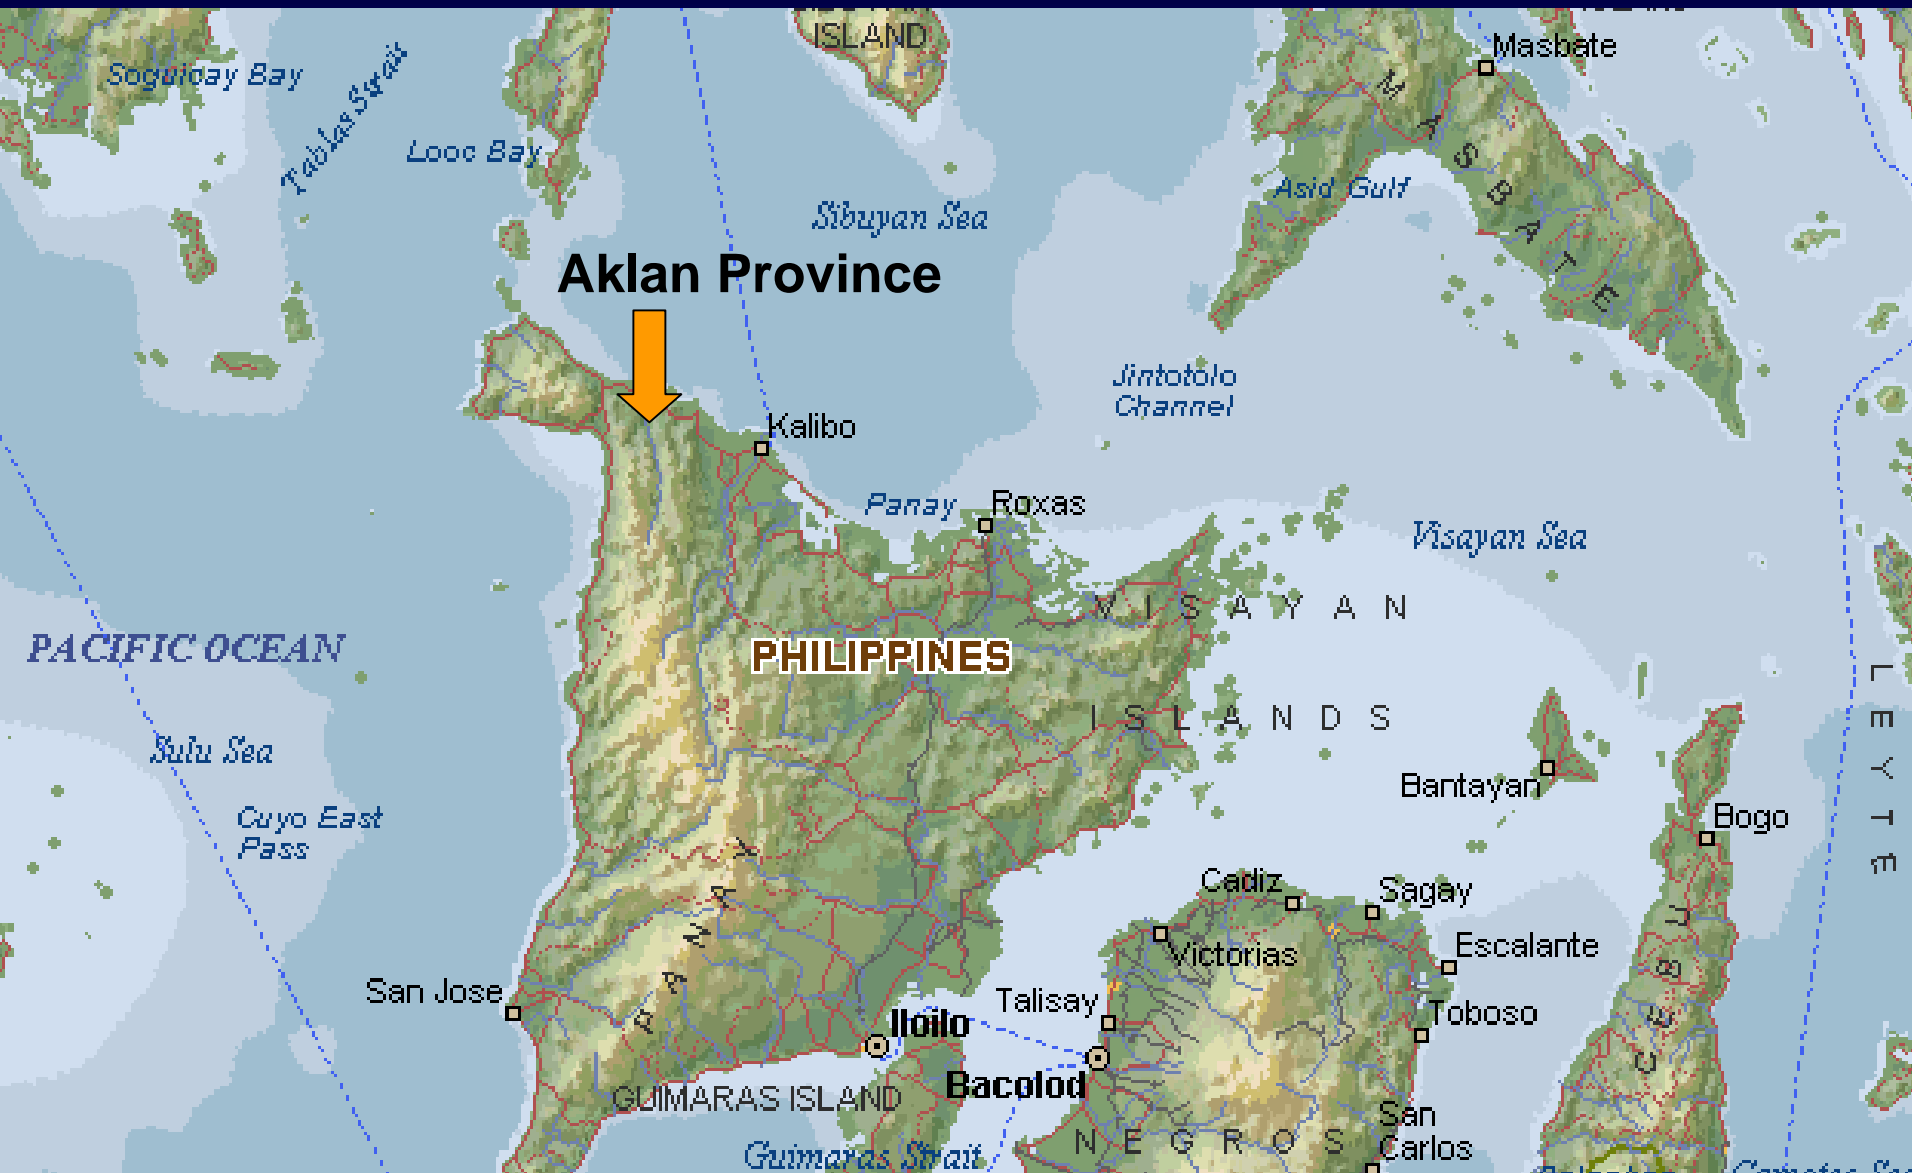 ISLAND
Masbate
Soguicay Bay
Tablas Strait
Looc Bay
MASBATE
Asid Gulf
Sibuyan Sea
Aklan Province
Jintotolo
Channel
Kalibo
Panay
Roxas
Visayan Sea
VISAYAN
PHILIPPINES
PACIFIC OCEAN
ISLANDS
LEYTE
Sulu Sea
Bantayan
Cuyo East
Pass
Bogo
Cadiz
Sagay
Victorias
Escalante
PANAY
CEBU
San Jose
Talisay
Toboso
Iloilo
Bacolod
GUIMARAS ISLAND
San
Carlos
NEGROS
Guimaras Strait